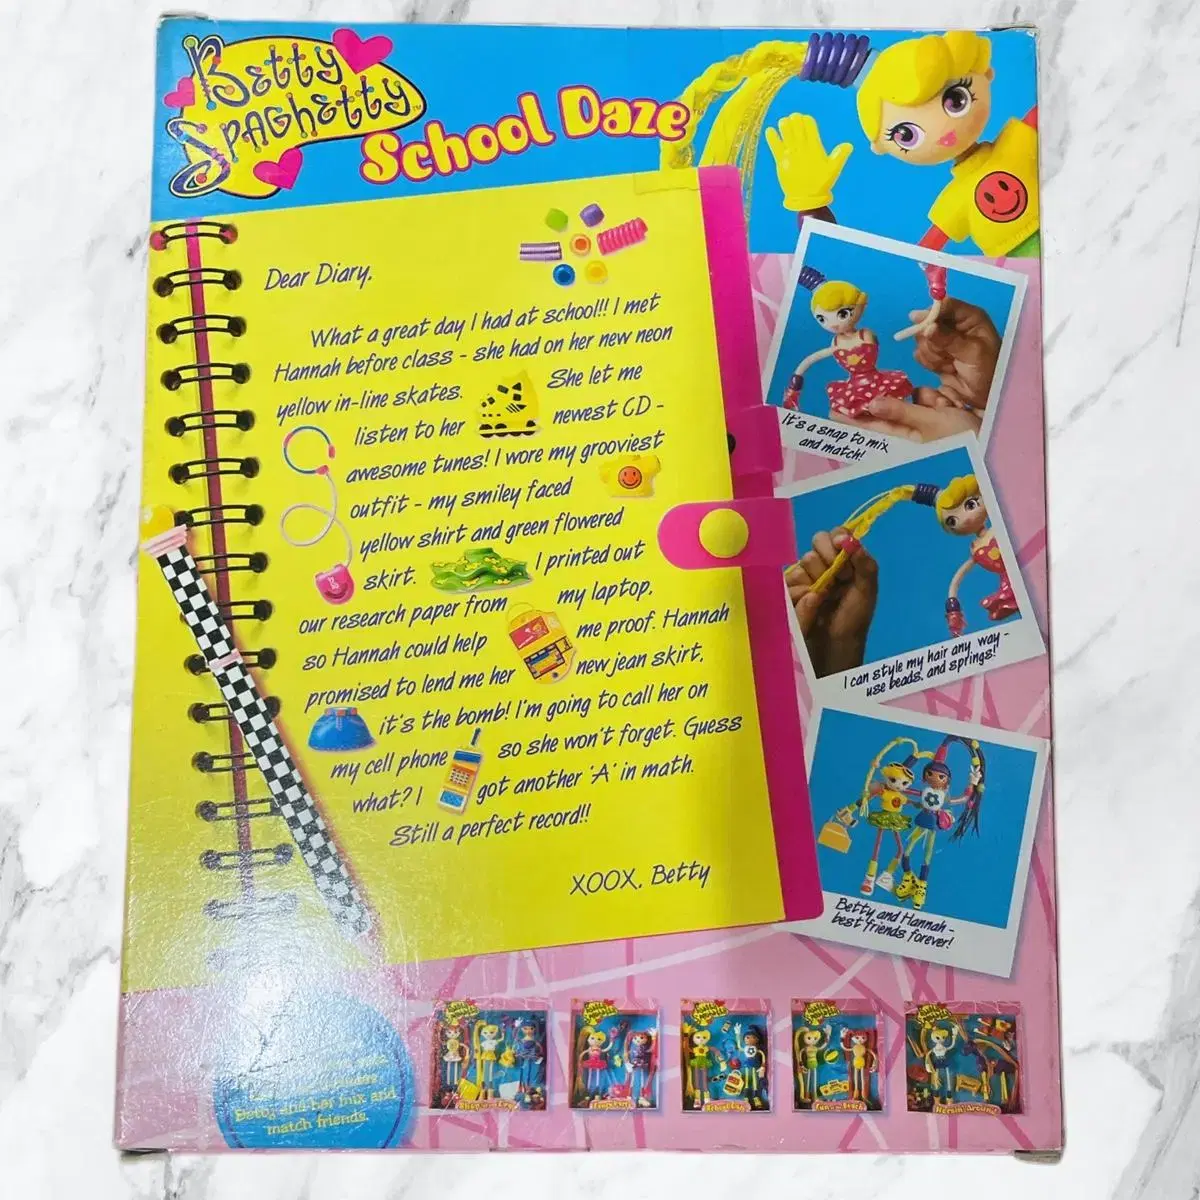 Betty
Spaghetty™
School Daze™
Dear Diary,
What a great day I had at school!! I met
Hannah before class - she had on her new neon
yellow in-line skates. She let me
listen to her newest CD -
awesome tunes! I wore my grooviest
outfit - my smiley faced
yellow shirt and green flowered
skirt. I printed out
our research paper from my laptop,
so Hannah could help me proof. Hannah
promised to lend me her new jean skirt,
it's the bomb! I'm going to call her on
my cell phone so she won't forget. Guess
what? I got another 'A' in math.
Still a perfect record!!
XOOX, Betty
It's a snap to mix
and match!
I can style my hair any way -
use beads, and springs!
Betty and Hannah -
best friends forever!
Betty and her mix and
match friends.